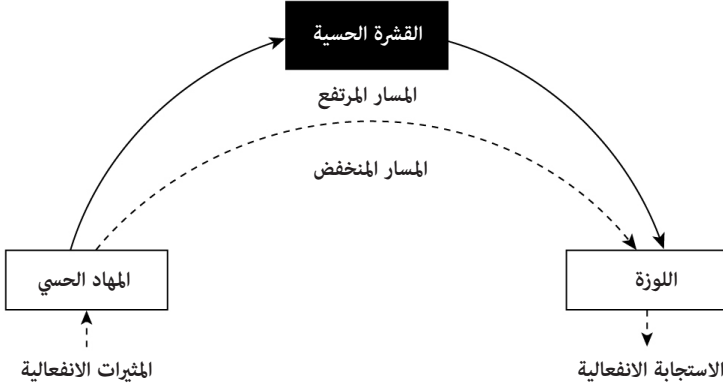 القشرة الحسية
المسار المرتفع
المسار المنخفض
المهاد الحسي
اللوزة
المثيرات الانفعالية
الاستجابة الانفعالية